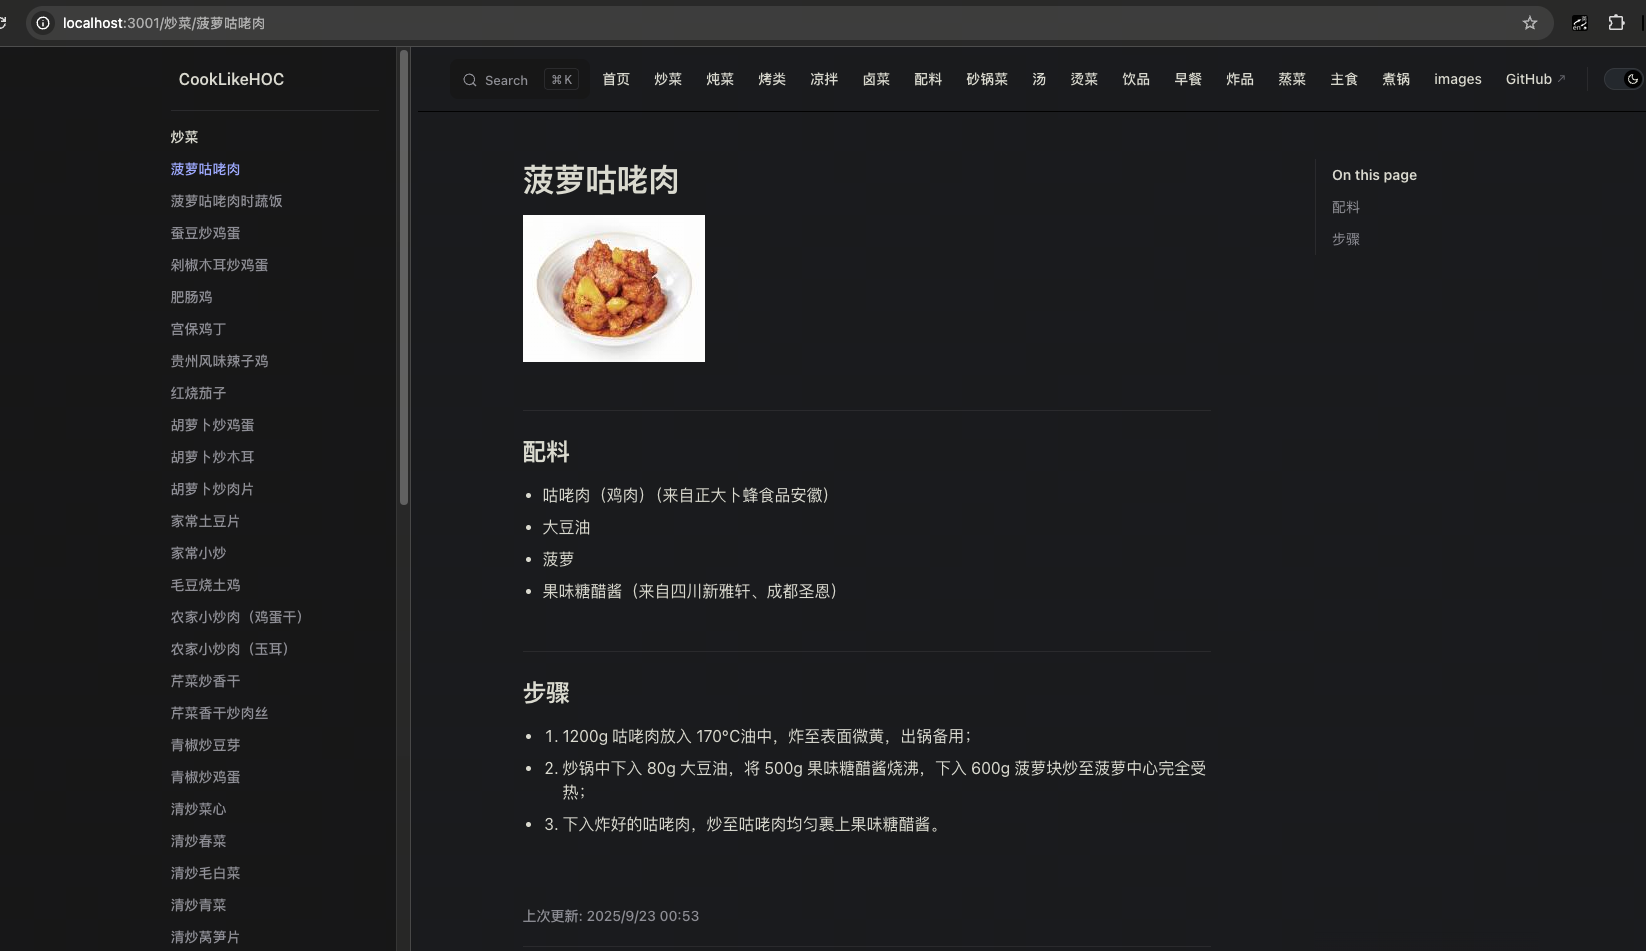 localhost:3001/炒菜/菠萝咕咾肉
CookLikeHOC
Search ⌘ K 首页 炒菜 炖菜 烤类 凉拌 卤菜 配料 砂锅菜 汤 烫菜 饮品 早餐 炸品 蒸菜 主食 煮锅 images GitHub
炒菜
菠萝咕咾肉
菠萝咕咾肉时蔬饭
蚕豆炒鸡蛋
剁椒木耳炒鸡蛋
肥肠鸡
宫保鸡丁
贵州风味辣子鸡
红烧茄子
胡萝卜炒鸡蛋
胡萝卜炒木耳
胡萝卜炒肉片
家常土豆片
家常小炒
毛豆烧土鸡
农家小炒肉（鸡蛋干）
农家小炒肉（玉耳）
芹菜炒香干
芹菜香干炒肉丝
青椒炒豆芽
青椒炒鸡蛋
清炒菜心
清炒春菜
清炒毛白菜
清炒青菜
清炒莴笋片
菠萝咕咾肉
配料
• 咕咾肉（鸡肉）（来自正大卜蜂食品安徽）
• 大豆油
• 菠萝
• 果味糖醋酱（来自四川新雅轩、成都圣恩）
步骤
• 1. 1200g 咕咾肉放入 170°C油中，炸至表面微黄，出锅备用；
• 2. 炒锅中下入 80g 大豆油，将 500g 果味糖醋酱烧沸，下入 600g 菠萝块炒至菠萝中心完全受
热；
• 3. 下入炸好的咕咾肉，炒至咕咾肉均匀裹上果味糖醋酱。
上次更新: 2025/9/23 00:53
On this page
配料
步骤